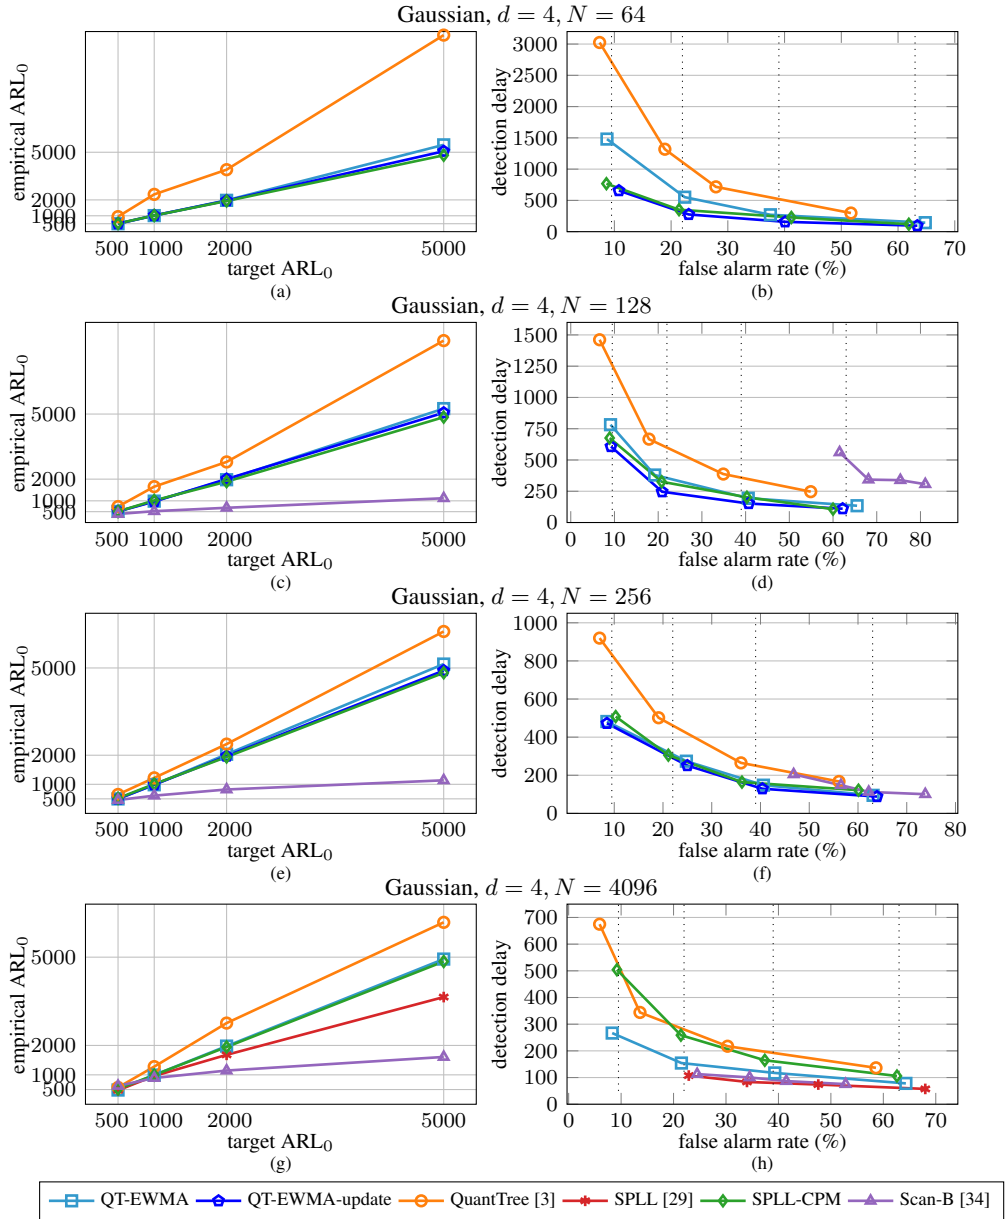 Gaussian, d = 4, N = 64
empirical ARL₀
5000
2000
1000
500
500 1000 2000 5000
target ARL₀
(a)
detection delay
3000
2500
2000
1500
1000
500
0
0 10 20 30 40 50 60 70
false alarm rate (%)
(b)
Gaussian, d = 4, N = 128
empirical ARL₀
5000
2000
1000
500
500 1000 2000 5000
target ARL₀
(c)
detection delay
1500
1250
1000
750
500
250
0
0 10 20 30 40 50 60 70 80
false alarm rate (%)
(d)
Gaussian, d = 4, N = 256
empirical ARL₀
5000
2000
1000
500
500 1000 2000 5000
target ARL₀
(e)
detection delay
1000
800
600
400
200
0
10 20 30 40 50 60 70 80
false alarm rate (%)
(f)
Gaussian, d = 4, N = 4096
empirical ARL₀
5000
2000
1000
500
500 1000 2000 5000
target ARL₀
(g)
detection delay
700
600
500
400
300
200
100
0
0 10 20 30 40 50 60 70
false alarm rate (%)
(h)
QT-EWMA QT-EWMA-update QuantTree [3] SPLL [29] SPLL-CPM Scan-B [34]